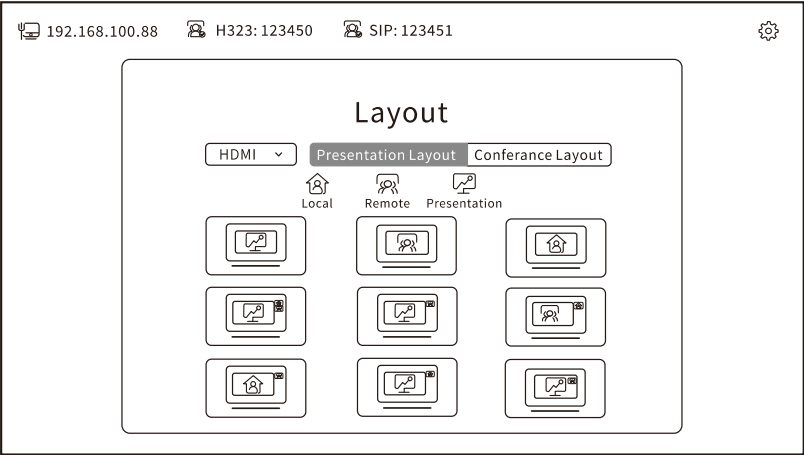 192.168.100.88 H323: 123450 SIP: 123451
Layout
HDMI Presentation Layout Conferance Layout
Local Remote Presentation